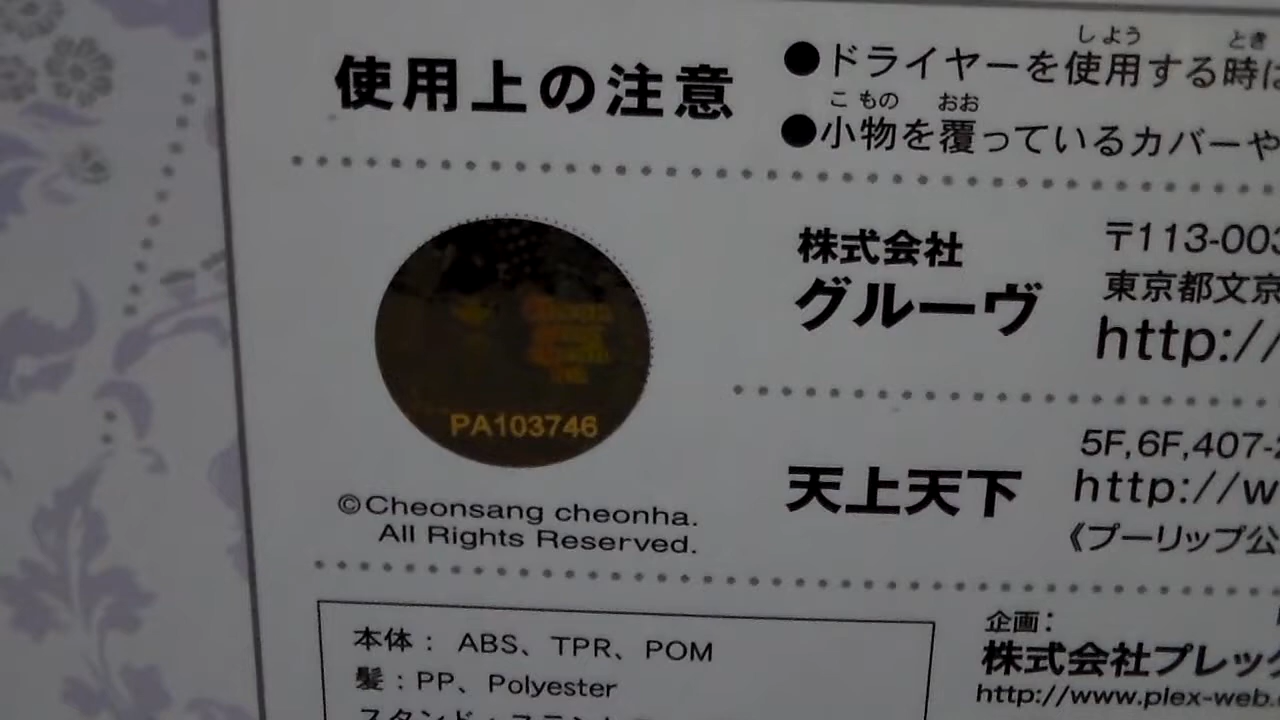 使用上の注意
●ドライヤーを使用する時に
しよう とき
●小物を覆っているカバーや
こもの おお
PA103746
©Cheonsang cheonha.
All Rights Reserved.
株式会社
グルーヴ
〒113-003
東京都文京
http://
天上天下
5F,6F,407-2
http://w
《プーリップ公
本体： ABS、TPR、POM
髪：PP、Polyester
企画：
株式会社プレック
http://www.plex-web.